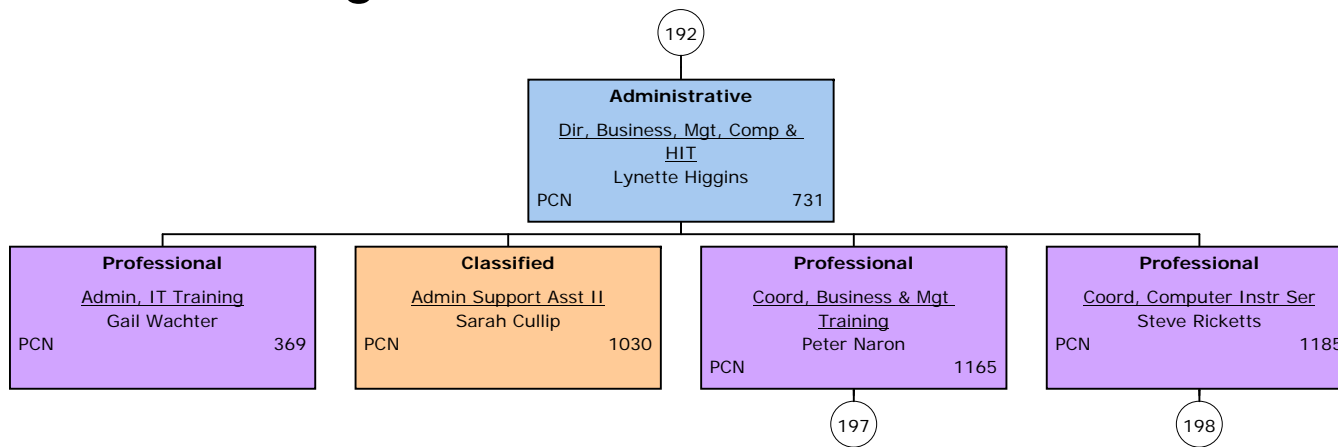 192
Administrative
Dir, Business, Mgt, Comp &
HIT
Lynette Higgins
PCN 731
Professional
Admin, IT Training
Gail Wachter
PCN 369
Classified
Admin Support Asst II
Sarah Cullip
PCN 1030
Professional
Coord, Business & Mgt
Training
Peter Naron
PCN 1165
Professional
Coord, Computer Instr Ser
Steve Ricketts
PCN 1185
197
198